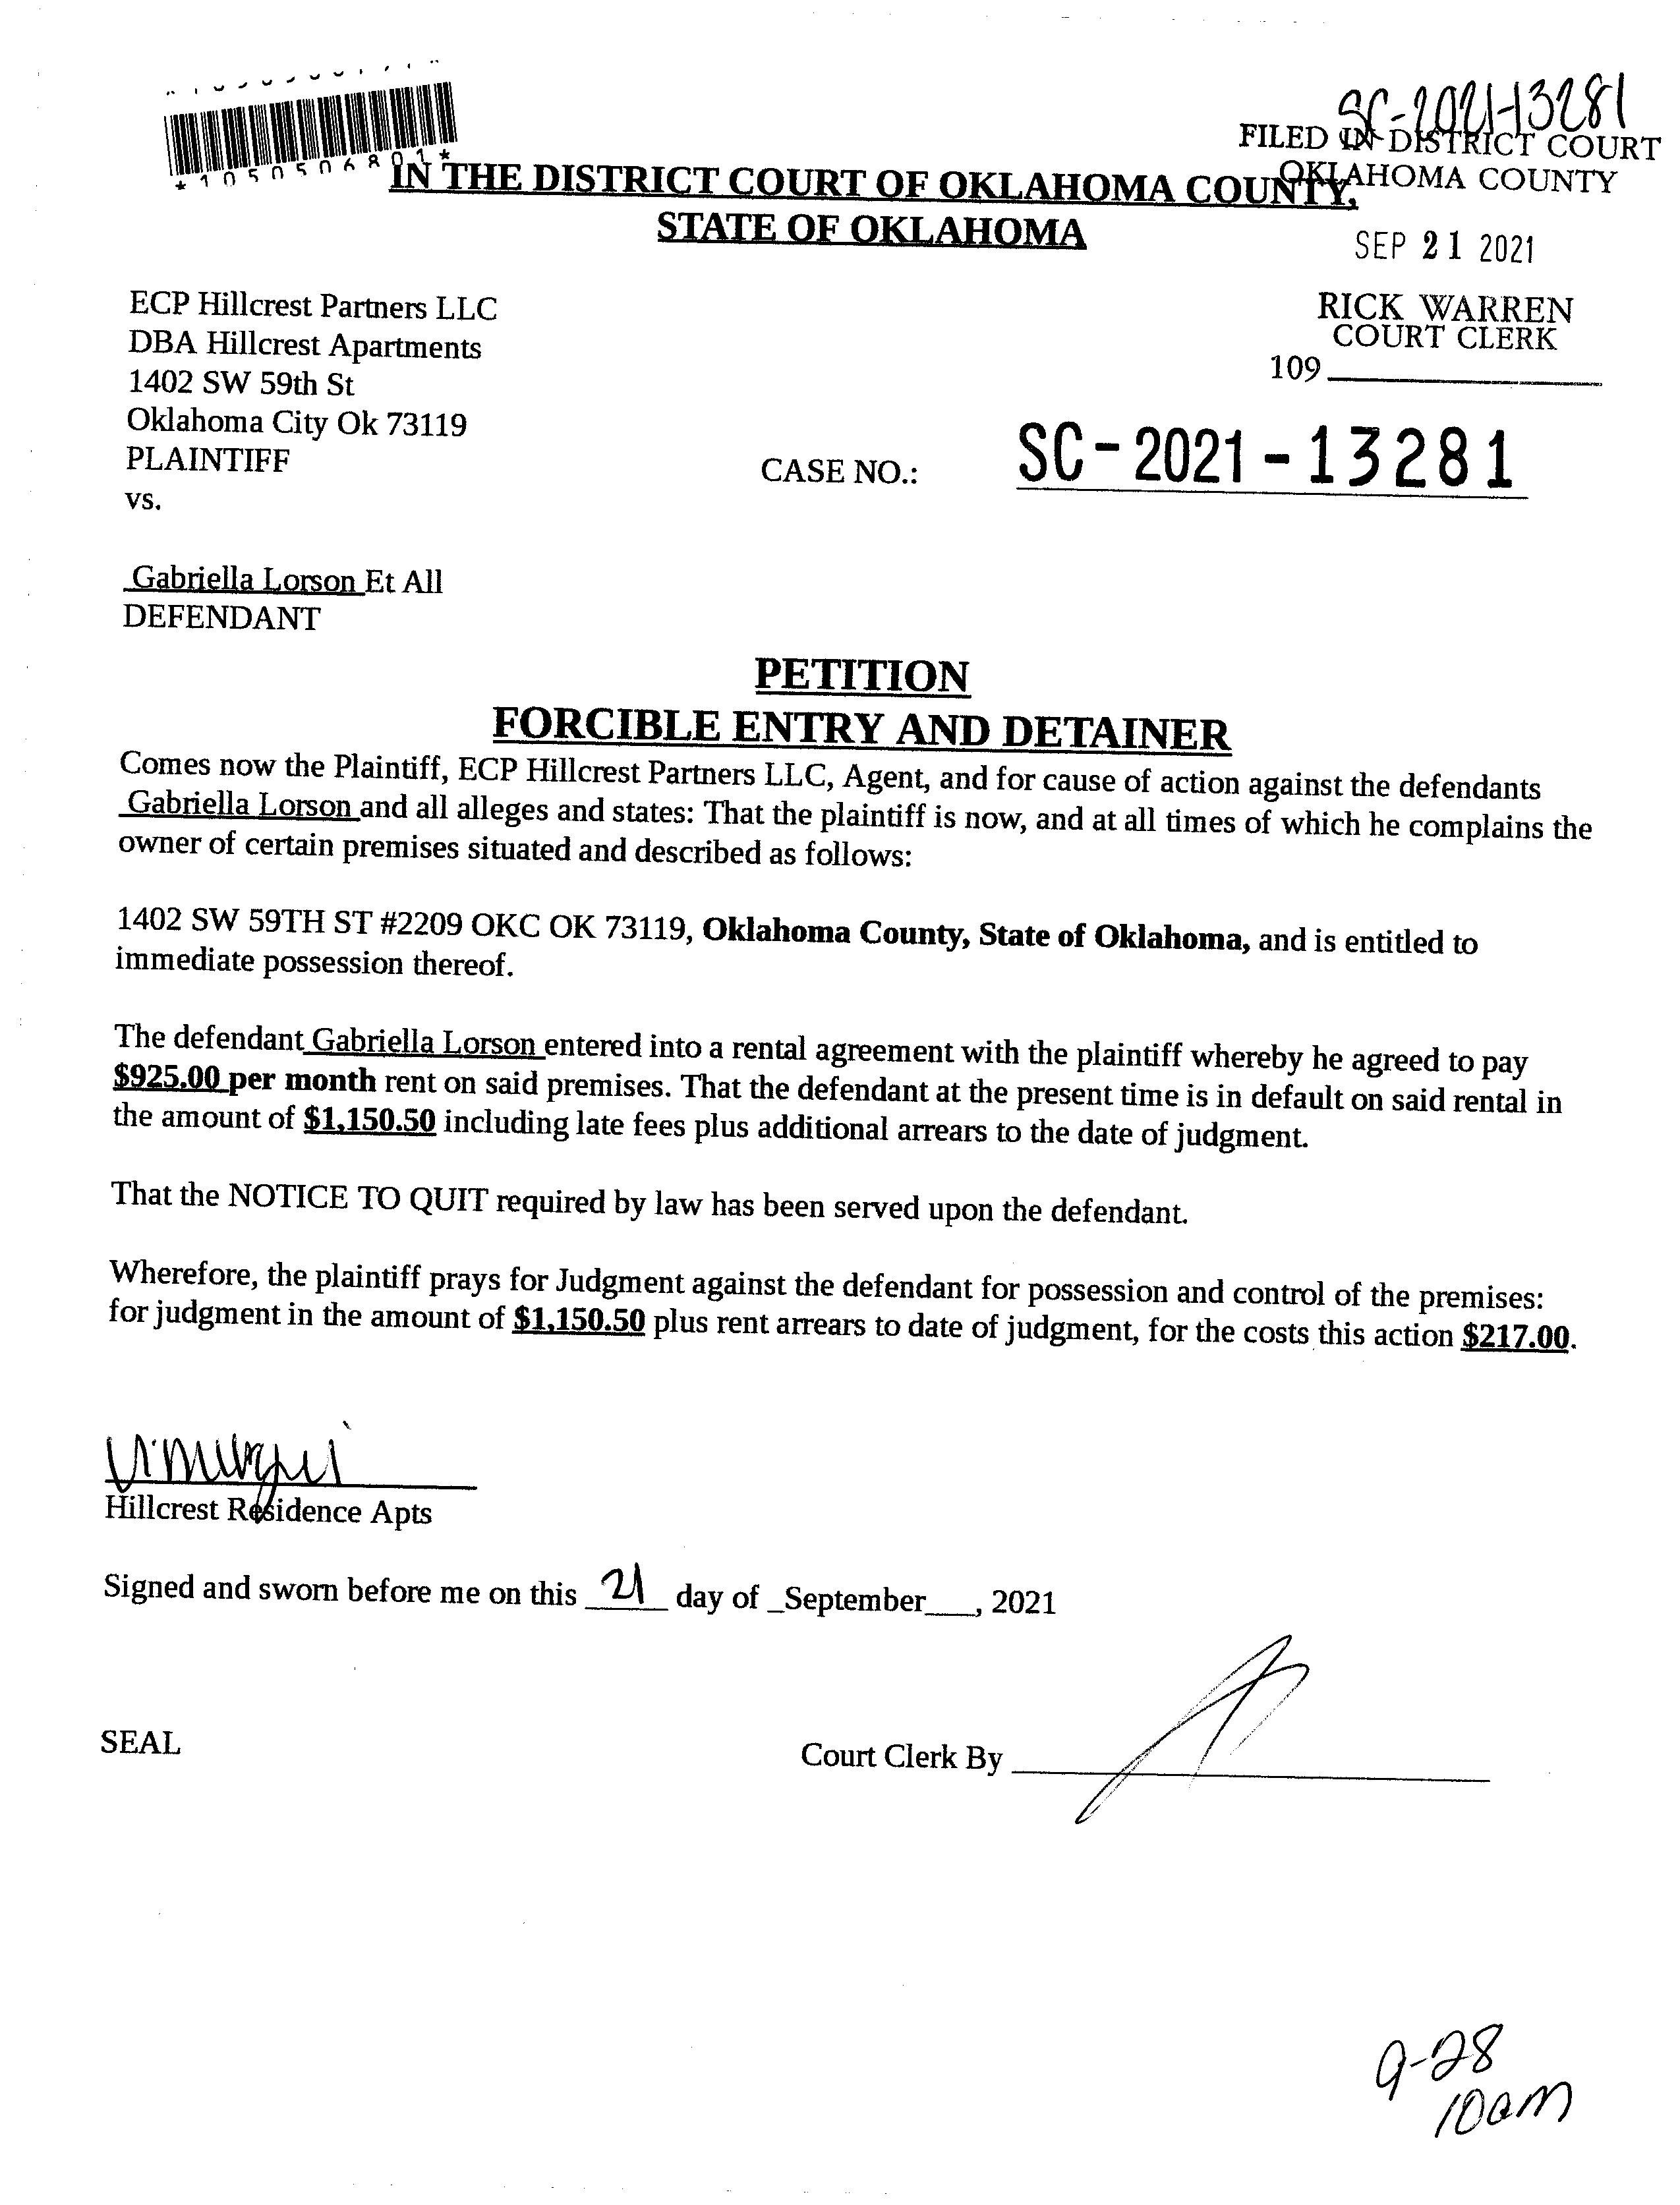 SC-2021-13281
FILED IN DISTRICT COURT
OKLAHOMA COUNTY
*1050506801*
IN THE DISTRICT COURT OF OKLAHOMA COUNTY,
STATE OF OKLAHOMA
SEP 21 2021
RICK WARREN
COURT CLERK
109
ECP Hillcrest Partners LLC
DBA Hillcrest Apartments
1402 SW 59th St
Oklahoma City Ok 73119
PLAINTIFF
vs.
CASE NO.: SC-2021-13281
Gabriella Lorson Et All
DEFENDANT
PETITION
FORCIBLE ENTRY AND DETAINER
Comes now the Plaintiff, ECP Hillcrest Partners LLC, Agent, and for cause of action against the defendants
Gabriella Lorson and all alleges and states: That the plaintiff is now, and at all times of which he complains the
owner of certain premises situated and described as follows:
1402 SW 59TH ST #2209 OKC OK 73119, Oklahoma County, State of Oklahoma, and is entitled to
immediate possession thereof.
The defendant Gabriella Lorson entered into a rental agreement with the plaintiff whereby he agreed to pay
$925.00 per month rent on said premises. That the defendant at the present time is in default on said rental in
the amount of $1,150.50 including late fees plus additional arrears to the date of judgment.
That the NOTICE TO QUIT required by law has been served upon the defendant.
Wherefore, the plaintiff prays for Judgment against the defendant for possession and control of the premises:
for judgment in the amount of $1,150.50 plus rent arrears to date of judgment, for the costs this action $217.00.
Hillcrest Residence Apts
Signed and sworn before me on this 21 day of _September___, 2021
SEAL
Court Clerk By
9-28
10am